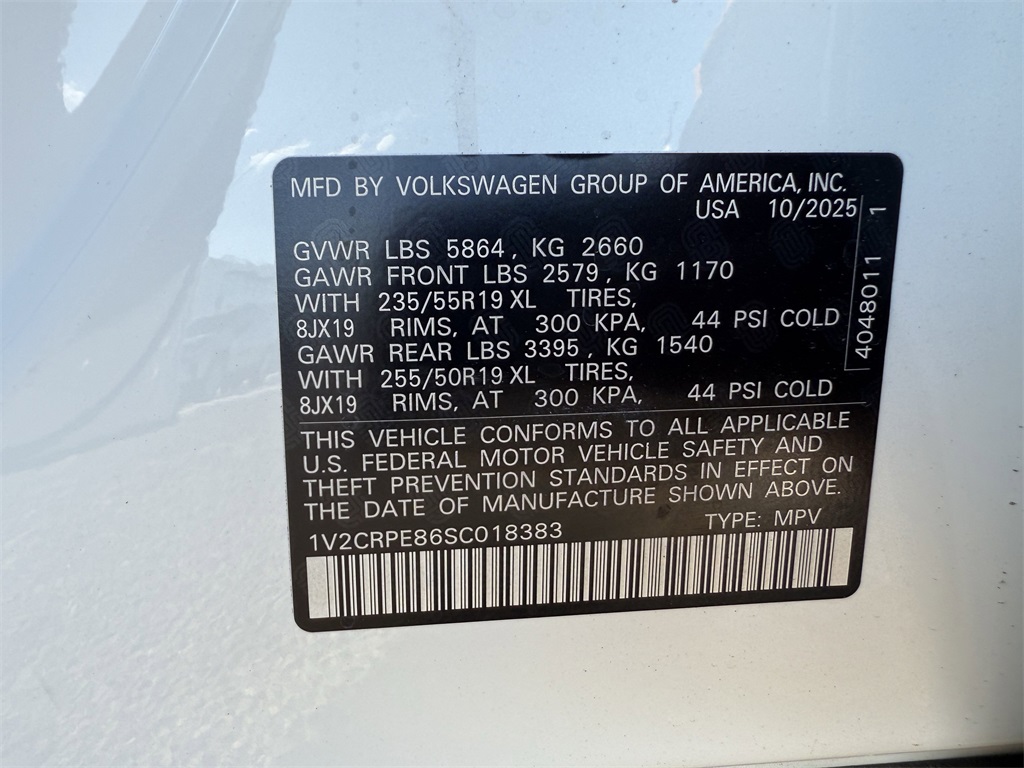 MFD BY VOLKSWAGEN GROUP OF AMERICA, INC.
USA 10/2025
GVWR LBS 5864, KG 2660
GAWR FRONT LBS 2579, KG 1170
WITH 235/55R19 XL TIRES,
8JX19 RIMS, AT 300 KPA, 44 PSI COLD
GAWR REAR LBS 3395, KG 1540
WITH 255/50R19 XL TIRES,
8JX19 RIMS, AT 300 KPA, 44 PSI COLD
4048011 1
THIS VEHICLE CONFORMS TO ALL APPLICABLE
U.S. FEDERAL MOTOR VEHICLE SAFETY AND
THEFT PREVENTION STANDARDS IN EFFECT ON
THE DATE OF MANUFACTURE SHOWN ABOVE.
TYPE: MPV
1V2CRPE86SC018383